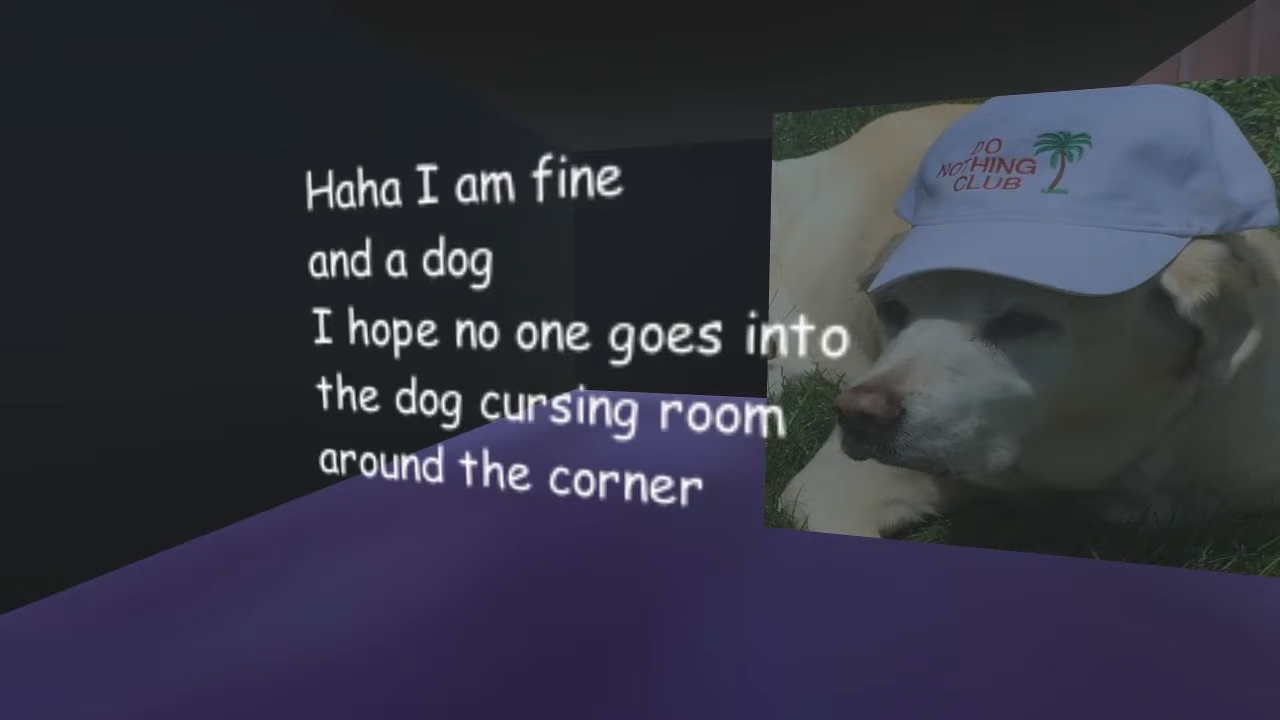 Haha I am fine
and a dog
I hope no one goes into
the dog cursing room
around the corner
DO
NOTHING
CLUB